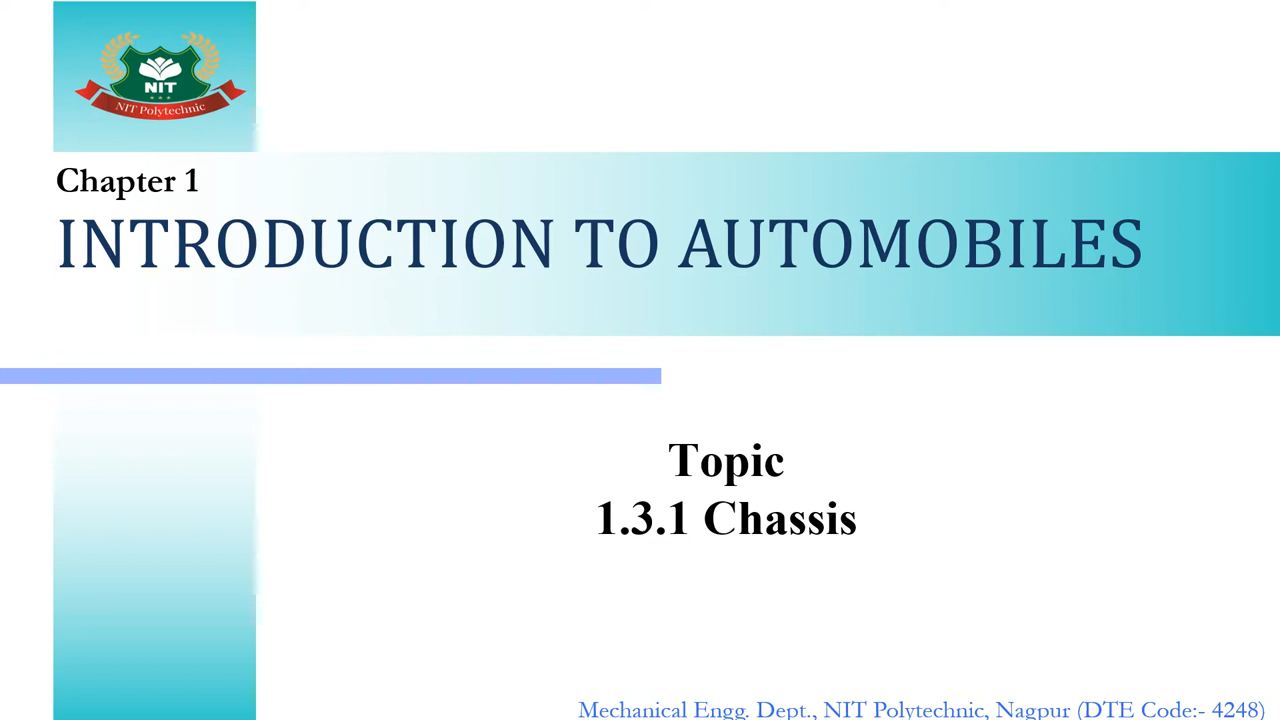 NIT
NIT Polytechnic
Chapter 1
INTRODUCTION TO AUTOMOBILES
Topic
1.3.1 Chassis
Mechanical Engg. Dept., NIT Polytechnic, Nagpur (DTE Code:- 4248)